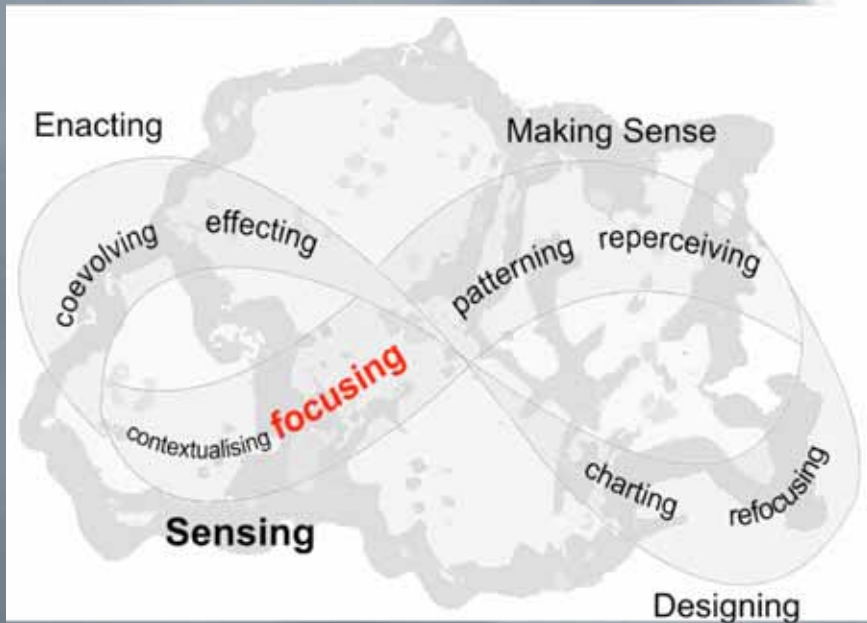 Enacting
Making Sense
coevolving
effecting
patterning
reperceiving
contextualising
focusing
charting
refocusing
Sensing
Designing